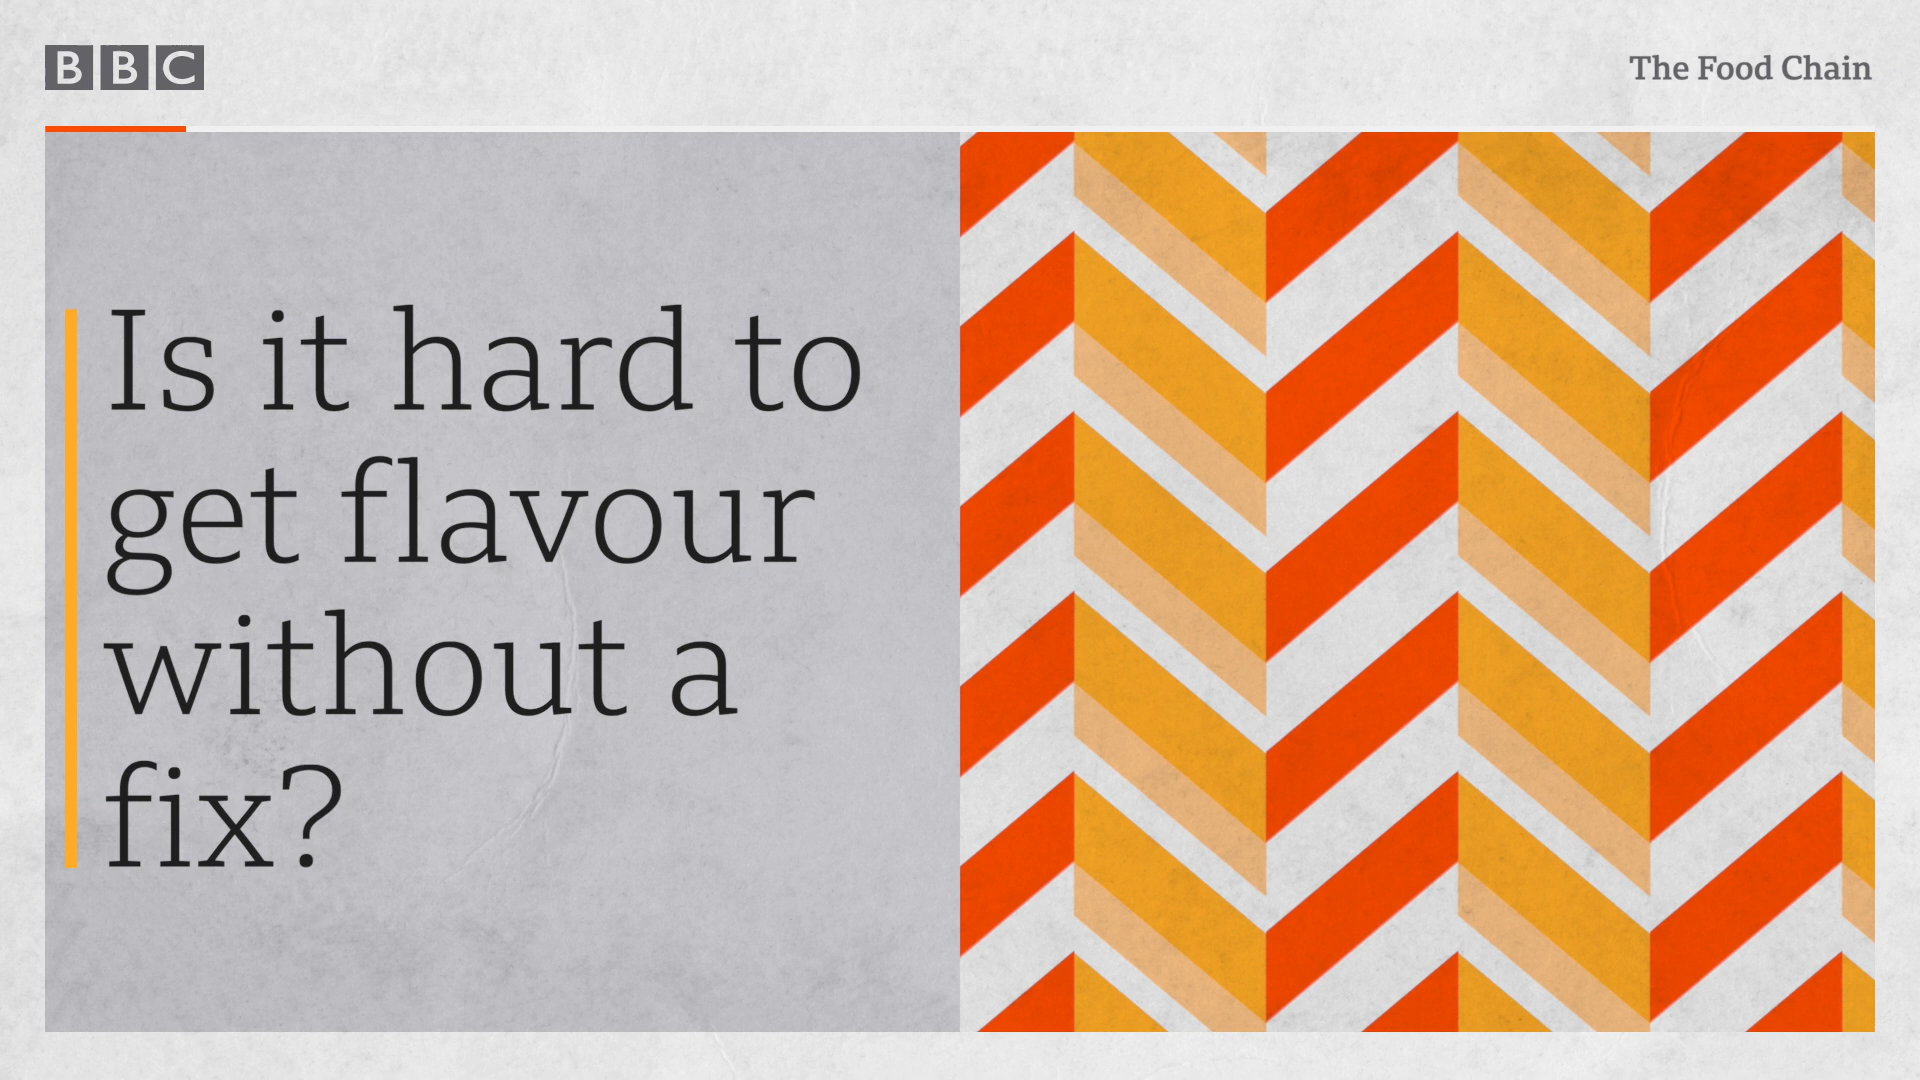 BBC
The Food Chain
Is it hard to
get flavour
without a
fix?